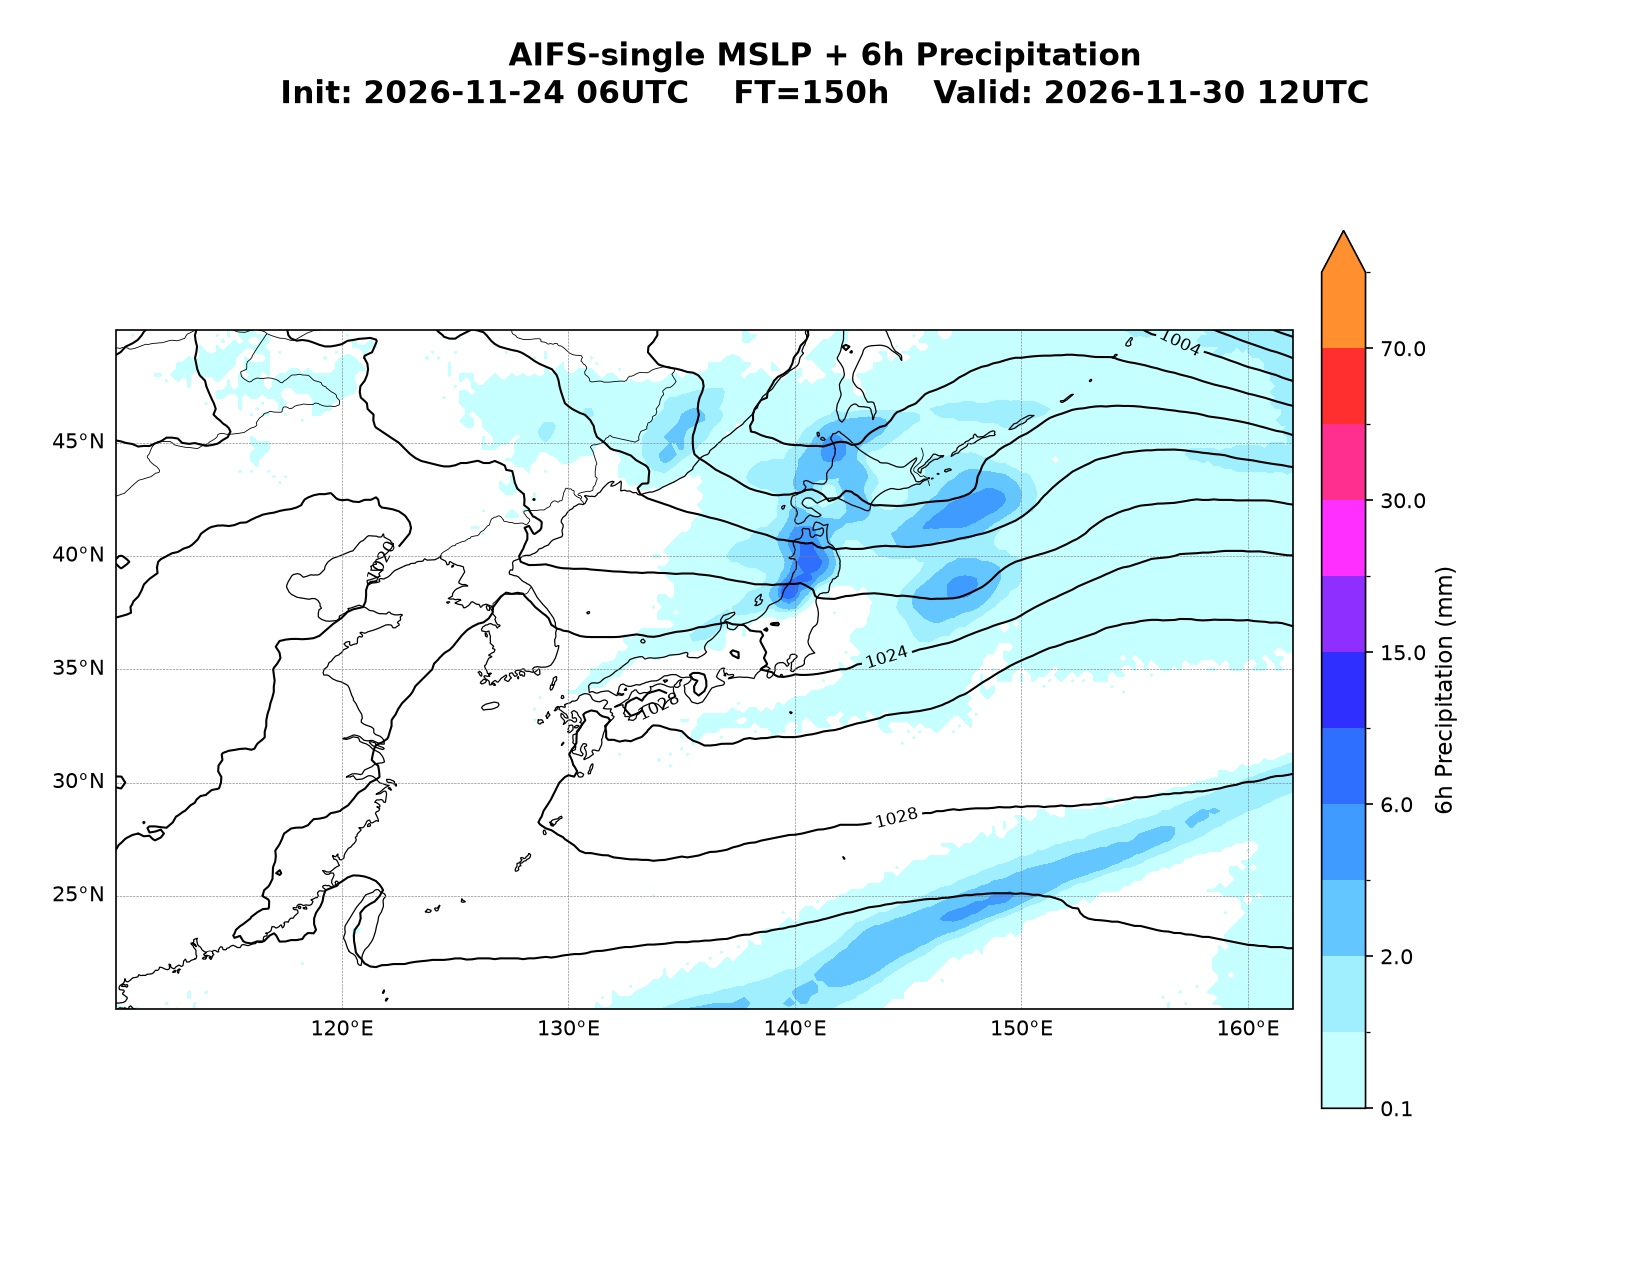 AIFS-single MSLP + 6h Precipitation
Init: 2026-11-24 06UTC    FT=150h    Valid: 2026-11-30 12UTC
1004
70.0
45°N
30.0
40°N
1020
15.0
6h Precipitation (mm)
35°N
1024
1028
30°N
1028
6.0
25°N
2.0
120°E
130°E
140°E
150°E
160°E
0.1